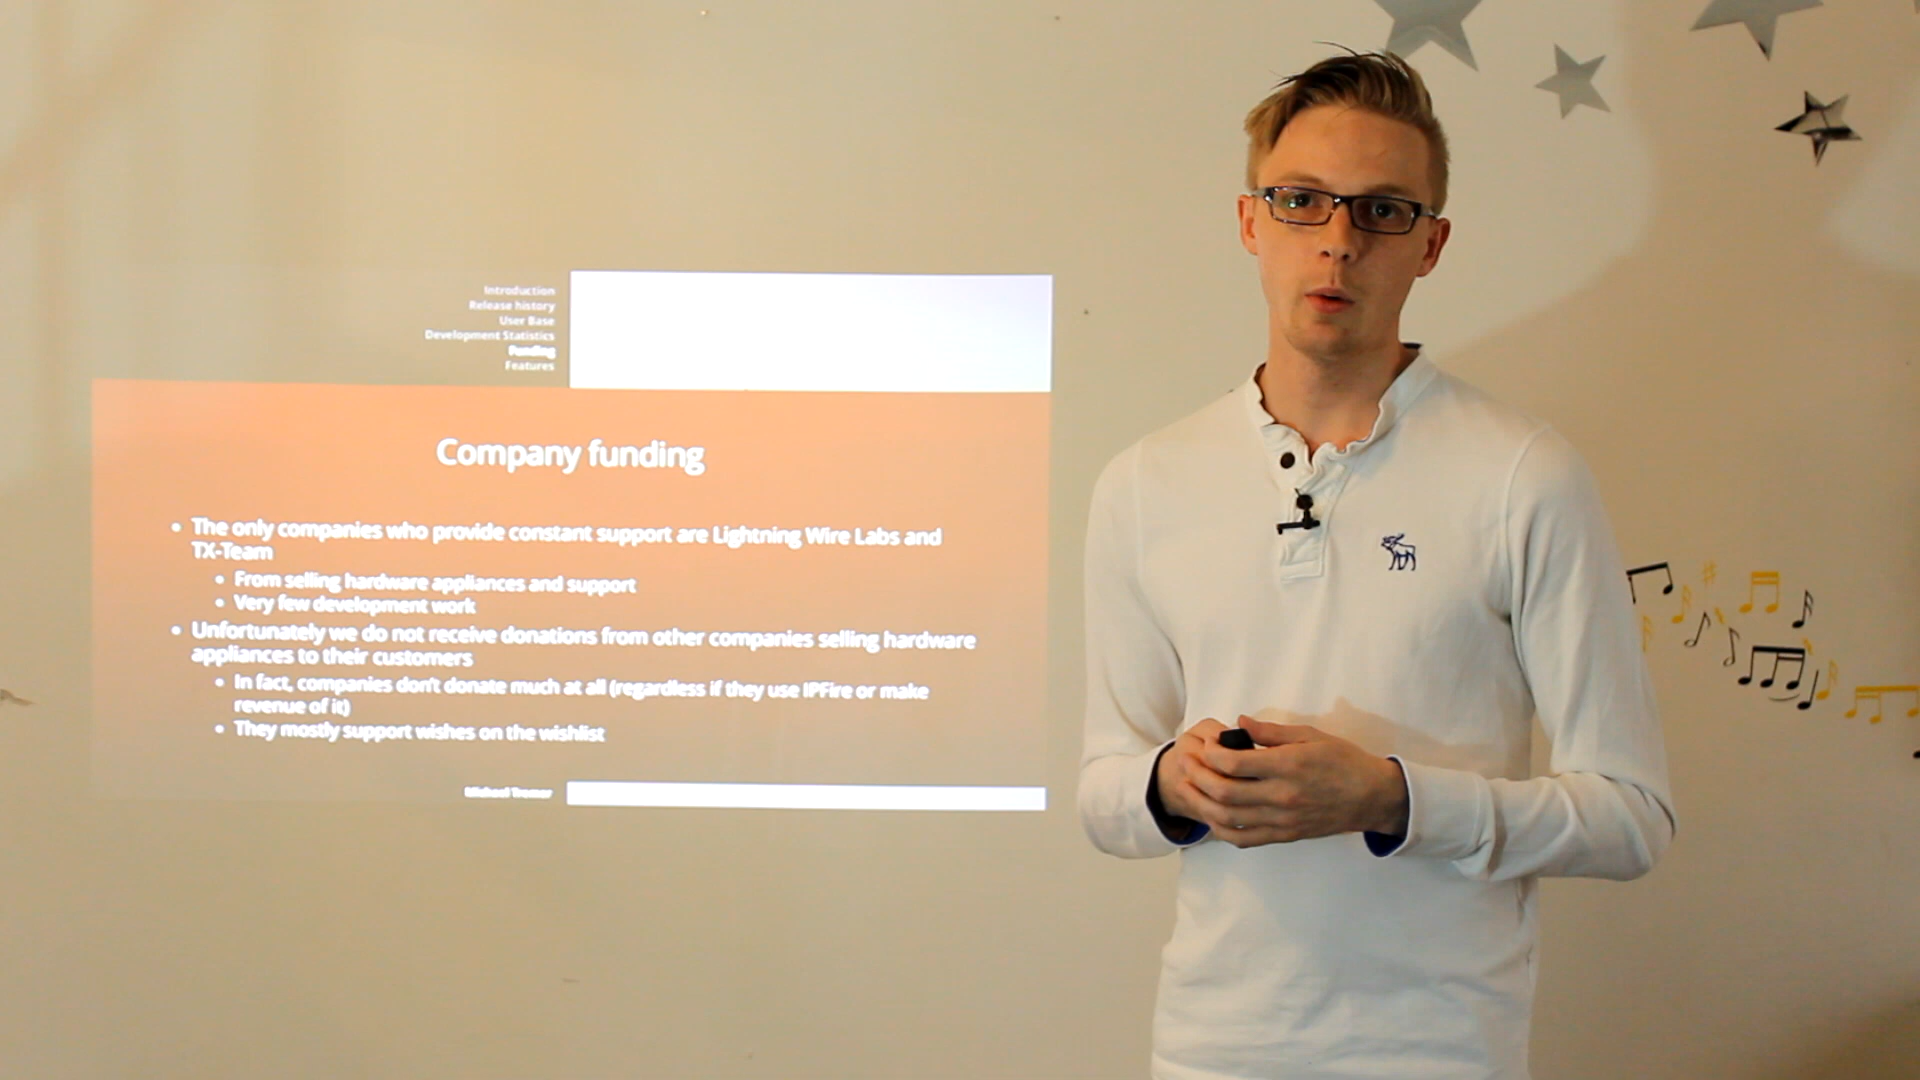 Introduction
Release history
User Base
Development Statistics
Funding
Features
Company funding
• The only companies who provide constant support are Lightning Wire Labs and
TX-Team
• From selling hardware appliances and support
• Very few development work
• Unfortunately we do not receive donations from other companies selling hardware
appliances to their customers
• In fact, companies don't donate much at all (regardless if they use IPFire or make
revenue of it)
• They mostly support wishes on the wishlist
Michael Tremer